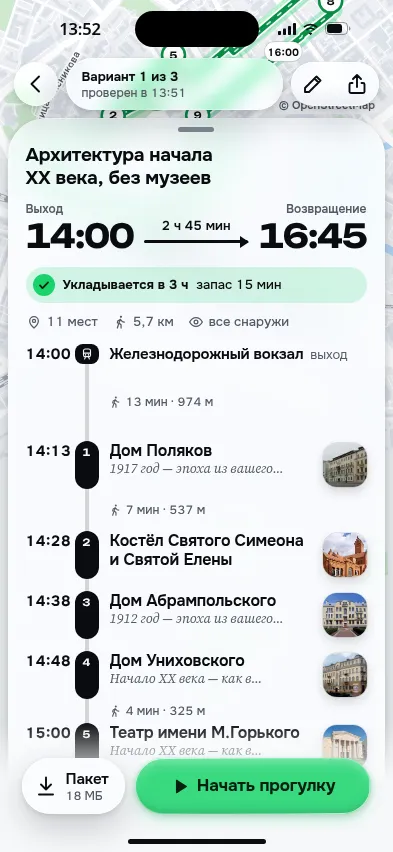 8
13:52
5
16:00
Вариант 1 из 3
проверен в 13:51
2
9
© OpenStreetMap
Архитектура начала
XX века, без музеев
Выход
Возвращение
14:00
2 ч 45 мин
16:45
Укладывается в 3 ч запас 15 мин
11 мест
5,7 км
все снаружи
14:00
Железнодорожный вокзал выход
13 мин · 974 м
14:13
1
Дом Поляков
1917 год — эпоха из вашего...
7 мин · 537 м
14:28
2
Костёл Святого Симеона
и Святой Елены
14:38
3
Дом Абрампольского
1912 год — эпоха из вашего...
14:48
4
Дом Униховского
Начало XX века — как в...
4 мин · 325 м
15:00
5
Театр имени М.Горького
Начало XX века — как в...
Пакет
18 МБ
Начать прогулку